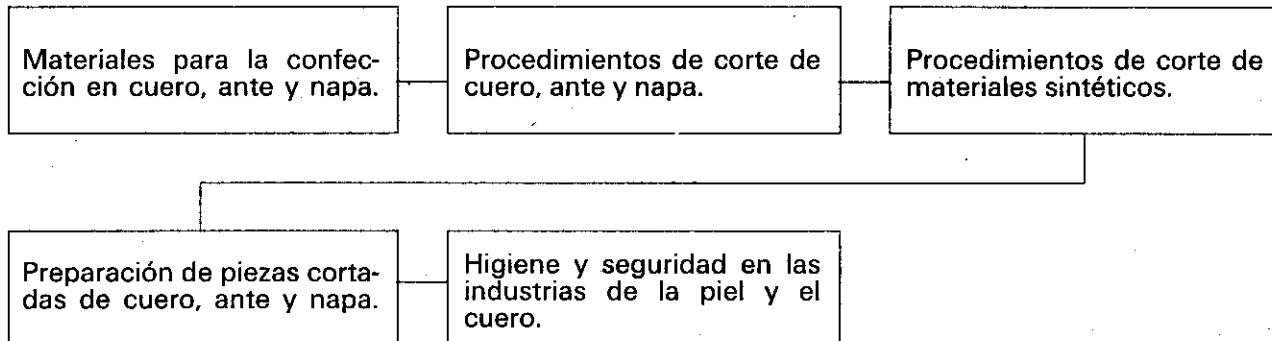 Materiales para la confec-
ción en cuero, ante y napa.
Procedimientos de corte de
cuero, ante y napa.
Procedimientos de corte de
materiales sintéticos.
Preparación de piezas corta-
das de cuero, ante y napa.
Higiene y seguridad en las
industrias de la piel y el
cuero.